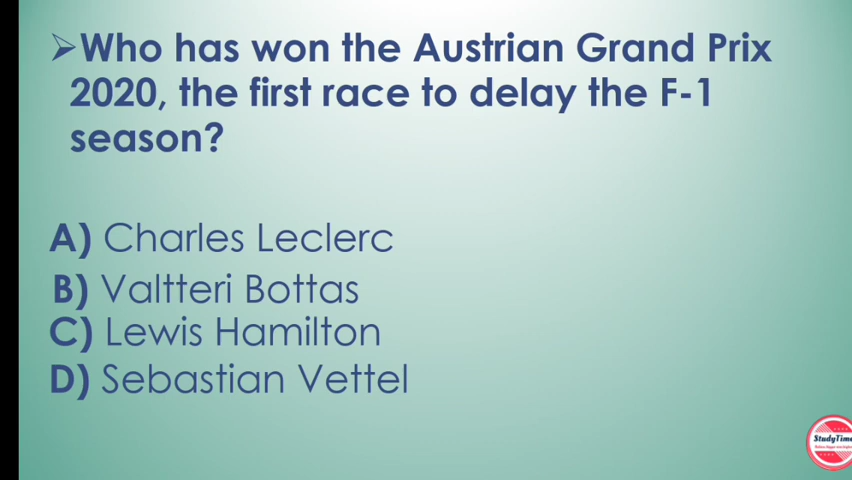 ➢Who has won the Austrian Grand Prix
2020, the first race to delay the F-1
season?
A) Charles Leclerc
B) Valtteri Bottas
C) Lewis Hamilton
D) Sebastian Vettel
StudyTime